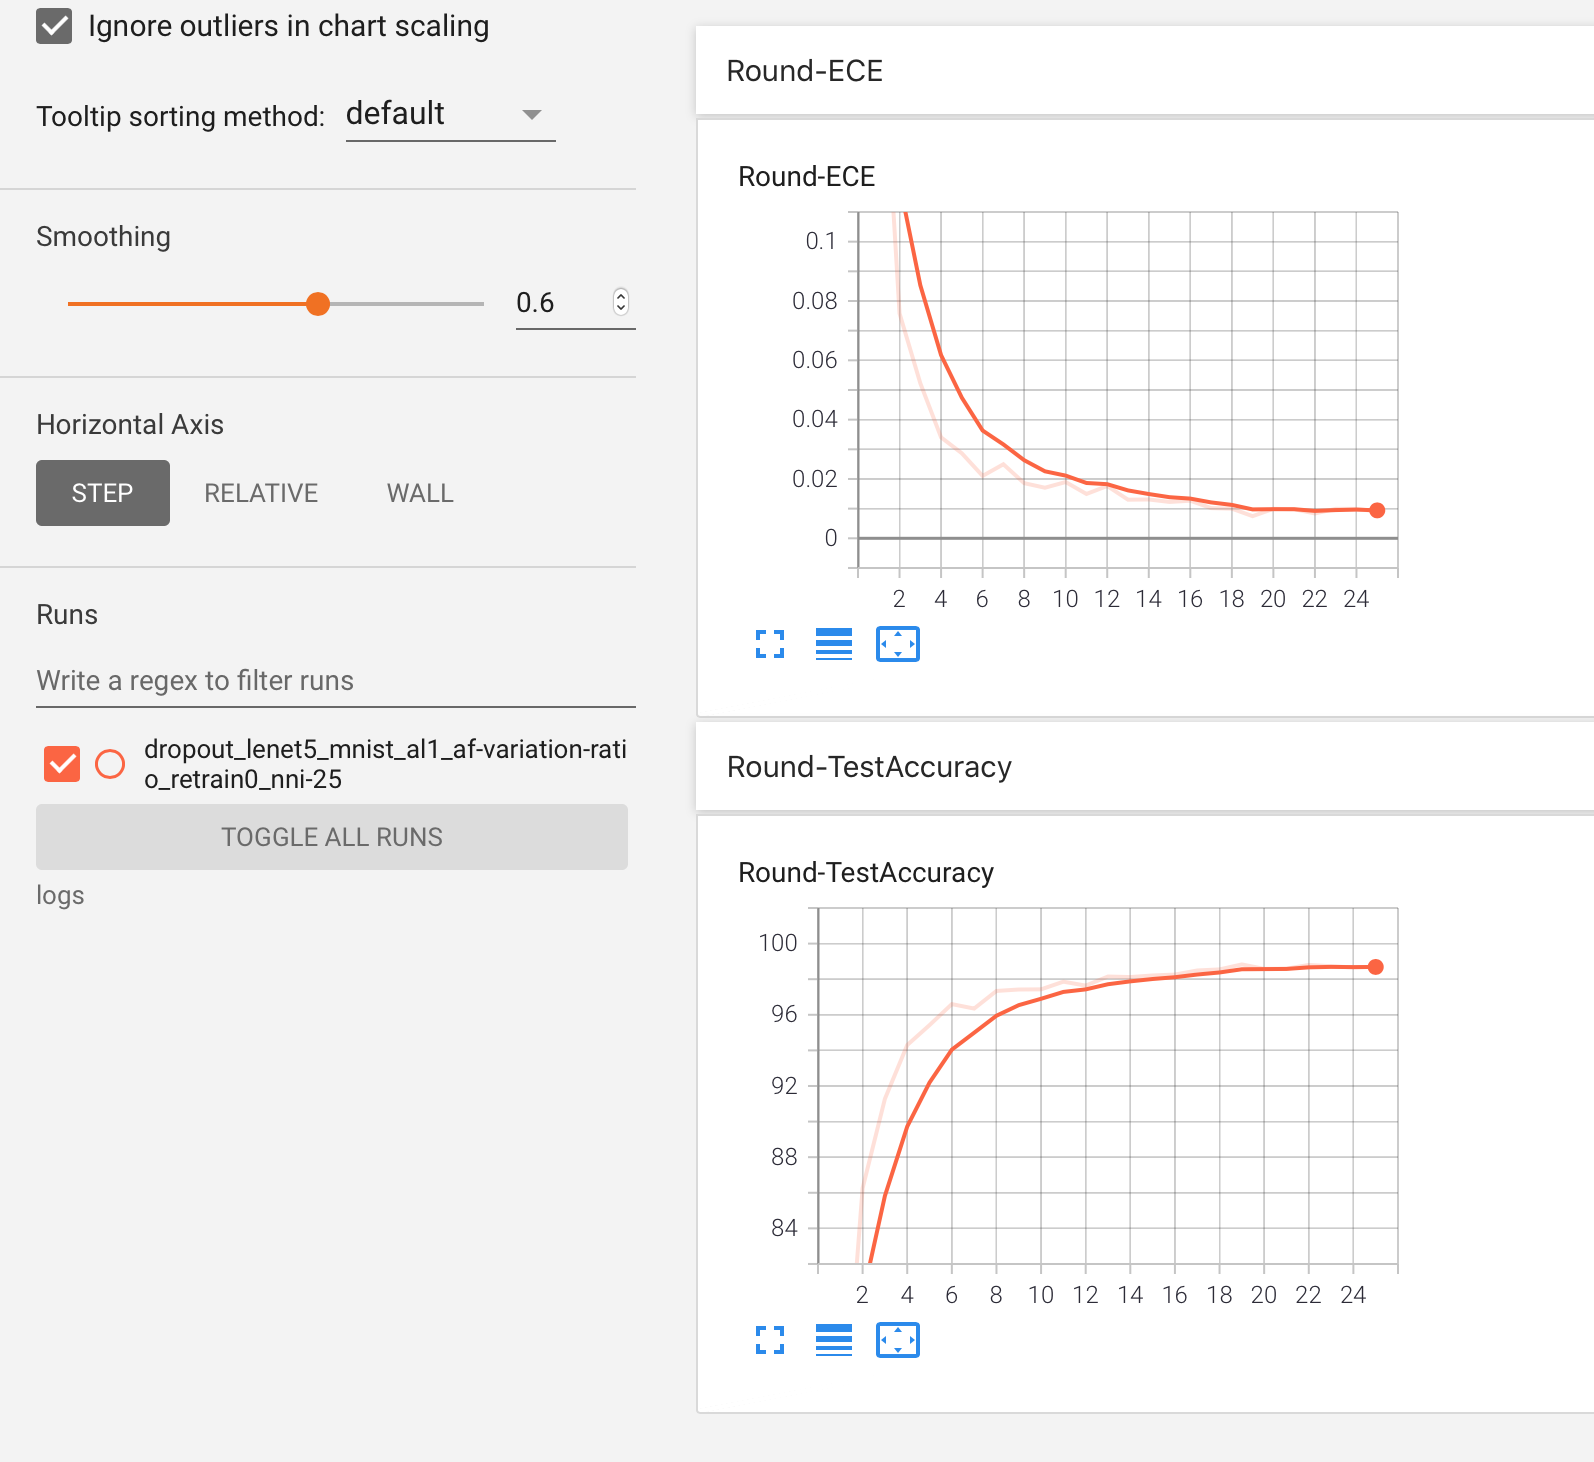 Ignore outliers in chart scaling
Tooltip sorting method: default
Smoothing
0.6
Horizontal Axis
STEP RELATIVE WALL
Runs
Write a regex to filter runs
dropout_lenet5_mnist_al1_af-variation-rati
o_retrain0_nni-25
TOGGLE ALL RUNS
logs
Round-ECE
Round-ECE
0.1
0.08
0.06
0.04
0.02
0
2 4 6 8 10 12 14 16 18 20 22 24
Round-TestAccuracy
Round-TestAccuracy
100
96
92
88
84
2 4 6 8 10 12 14 16 18 20 22 24